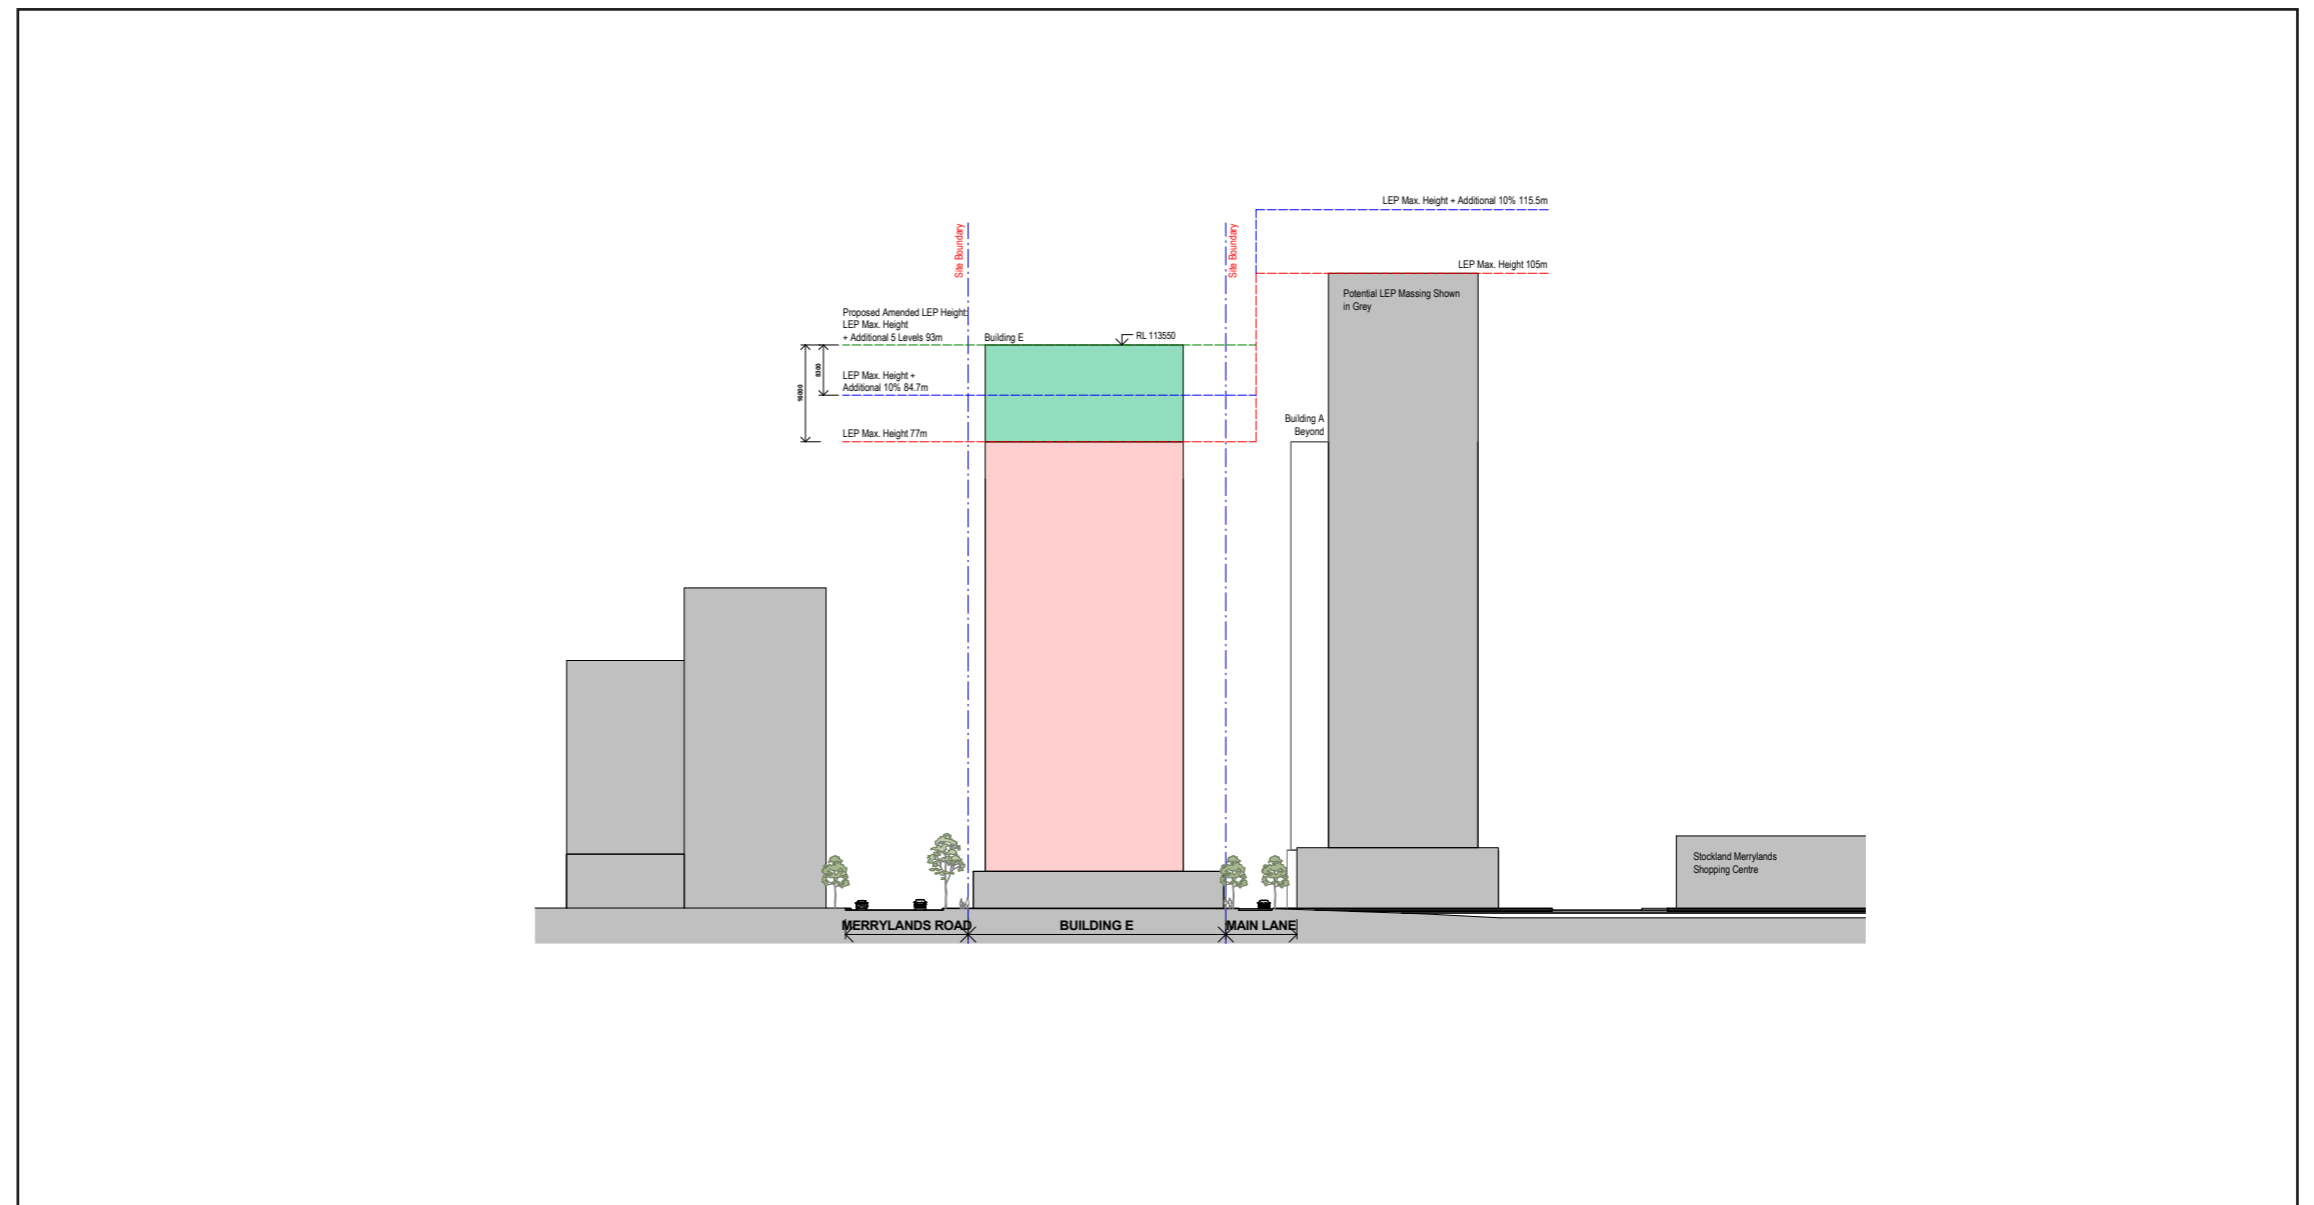 LEP Max. Height + Additional 10% 115.5m
Site Boundary
Site Boundary
LEP Max. Height 105m
Potential LEP Massing Shown
in Grey
Proposed Amended LEP Height:
LEP Max. Height
+ Additional 5 Levels 93m
Building E
RL 113550
8300
16000
LEP Max. Height +
Additional 10% 84.7m
Building A
Beyond
LEP Max. Height 77m
Stockland Merrylands
Shopping Centre
MERRYLANDS ROAD
BUILDING E
MAIN LANE